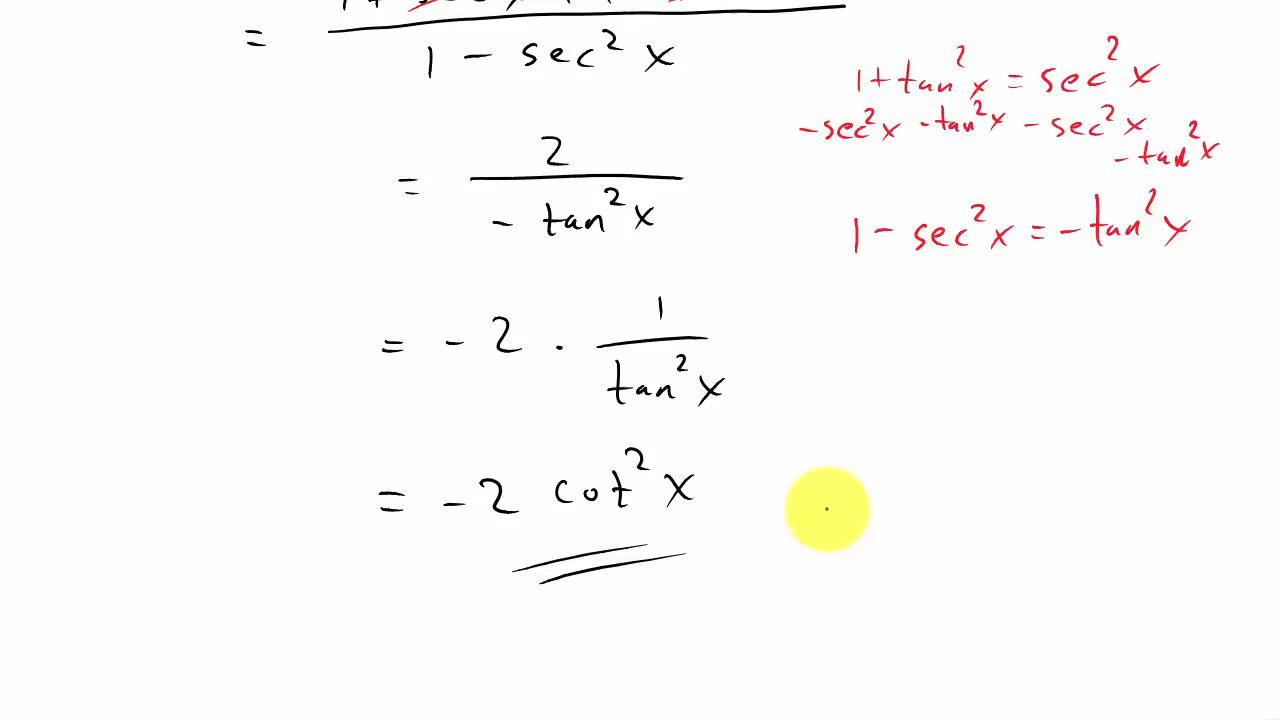 =
1 - sec² x
= 2
- tan² x
= - 2 · 1
tan² x
= - 2 cot² x
1 + tan² x = sec² x
- sec² x - tan² x - sec² x
- tan² x
1 - sec² x = - tan² x